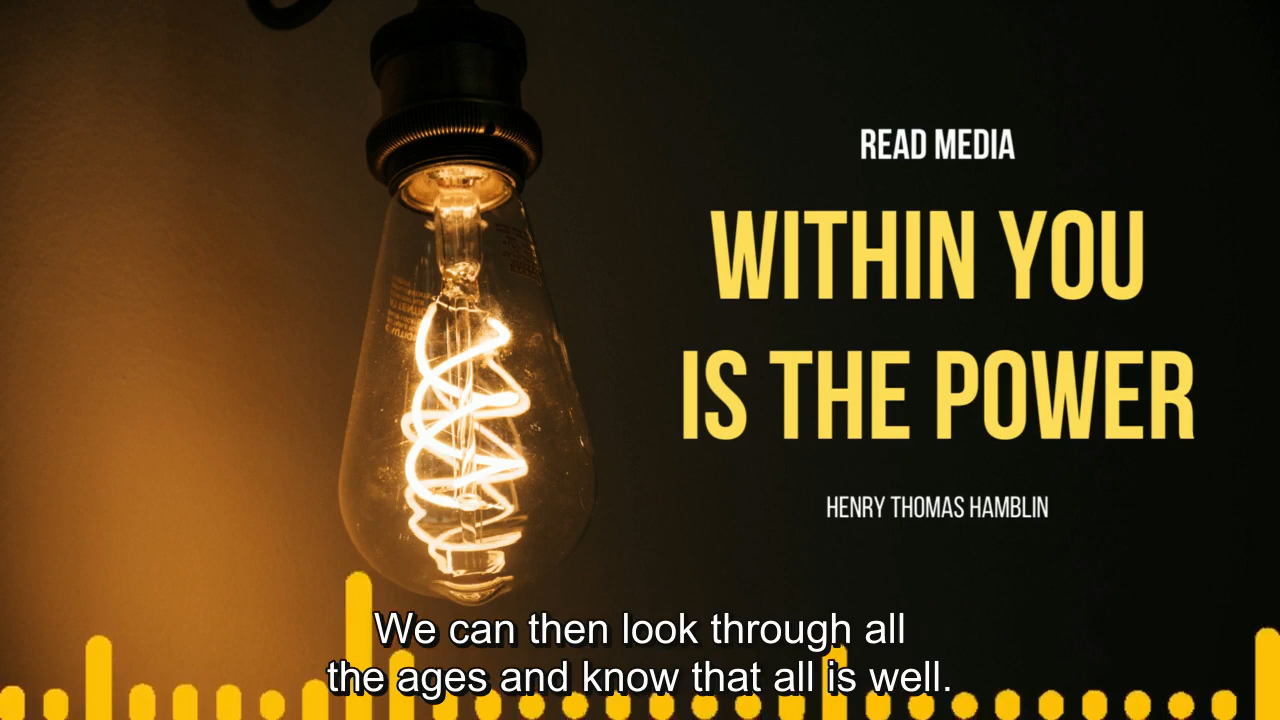 READ MEDIA
WITHIN YOU
IS THE POWER
HENRY THOMAS HAMBLIN
We can then look through all
the ages and know that all is well.